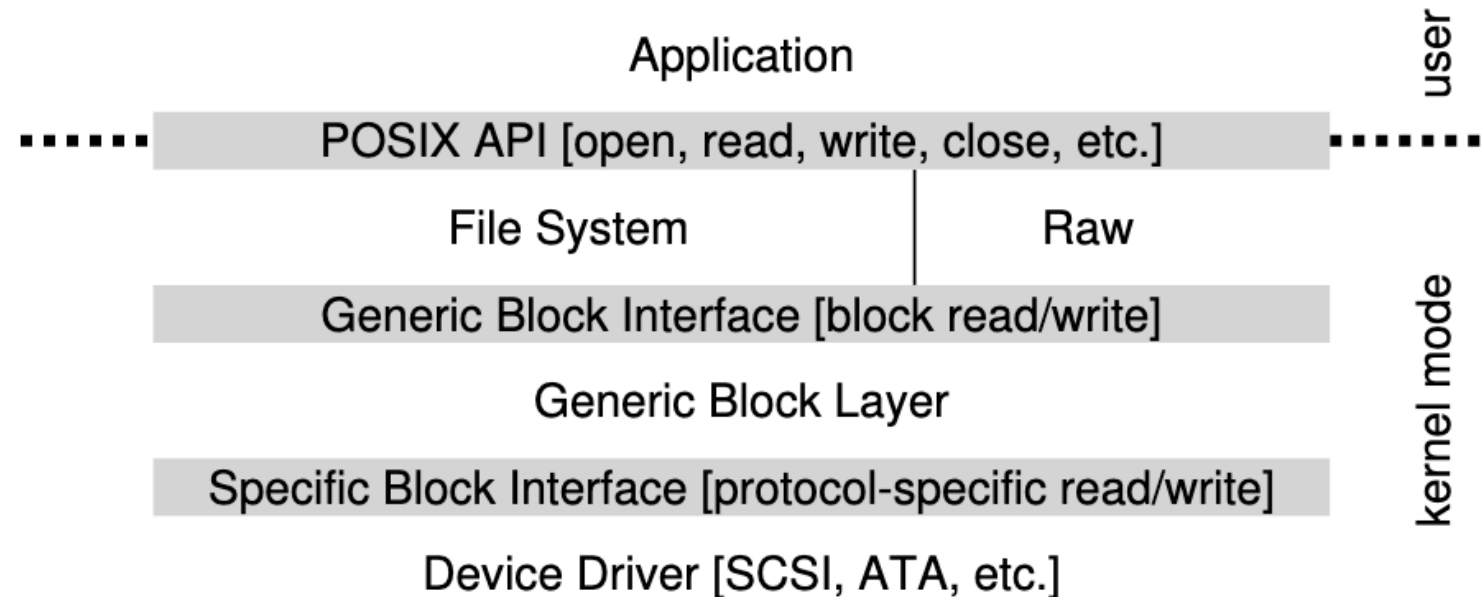 Application
user
POSIX API [open, read, write, close, etc.]
File System
Raw
Generic Block Interface [block read/write]
Generic Block Layer
kernel mode
Specific Block Interface [protocol-specific read/write]
Device Driver [SCSI, ATA, etc.]